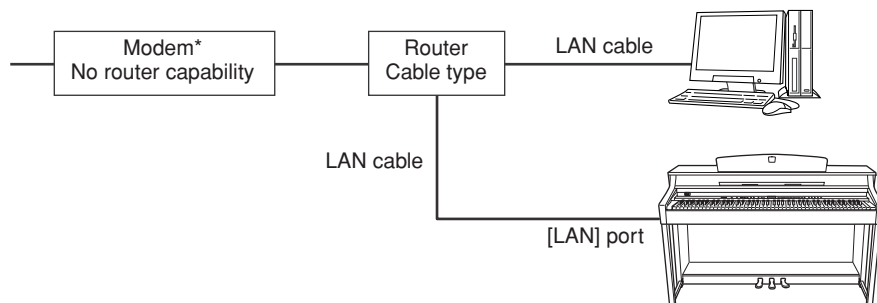 Modem*
No router capability
Router
Cable type
LAN cable
LAN cable
[LAN] port